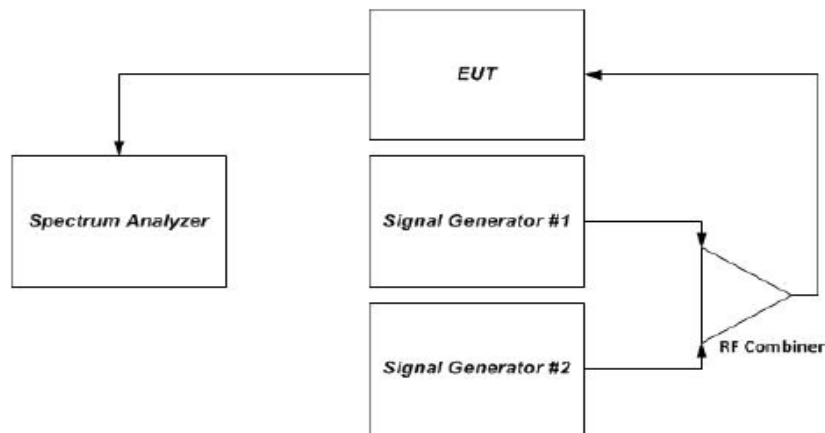 EUT
Spectrum Analyzer
Signal Generator #1
RF Combiner
Signal Generator #2